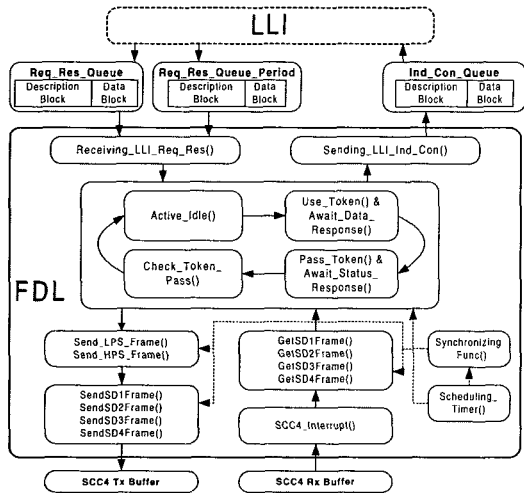 LLI
Req_Res_Queue
Description Block
Data Block
Req_Res_Queue_Period
Description Block
Data Block
Ind_Con_Queue
Description Block
Data Block
Receiving_LLI_Req_Res()
Sending_LLI_Ind_Con()
Active_Idle()
Use_Token() &
Await_Data_
Response()
Check_Token_
Pass()
Pass_Token() &
Await_Status_
Response()
FDL
Send_LPS_Frame()
Send_HPS_Frame()
GetSD1Frame()
GetSD2Frame()
GetSD3Frame()
GetSD4Frame()
Synchronizing
Func()
SendSD1Frame()
SendSD2Frame()
SendSD3Frame()
SendSD4Frame()
SCC4_Interrupt()
Scheduling_
Timer()
SCC4 Tx Buffer
SCC4 Rx Buffer